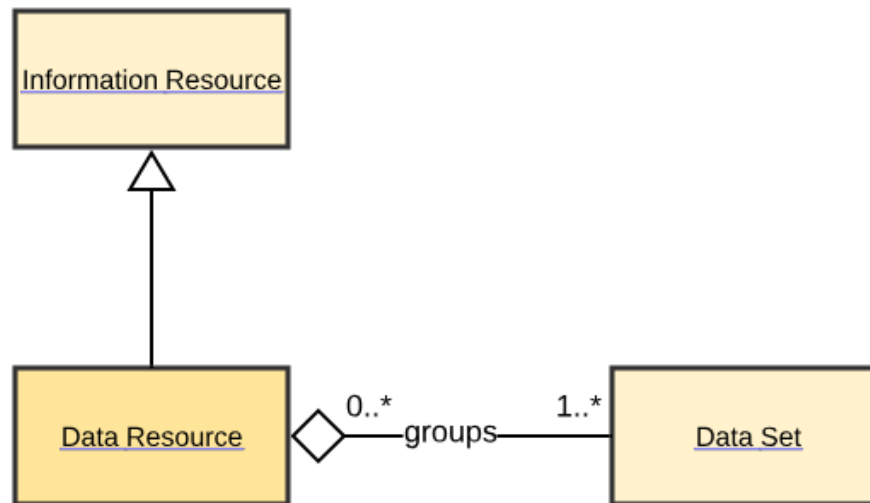 Information Resource
Data Resource
0..*
groups
1..*
Data Set